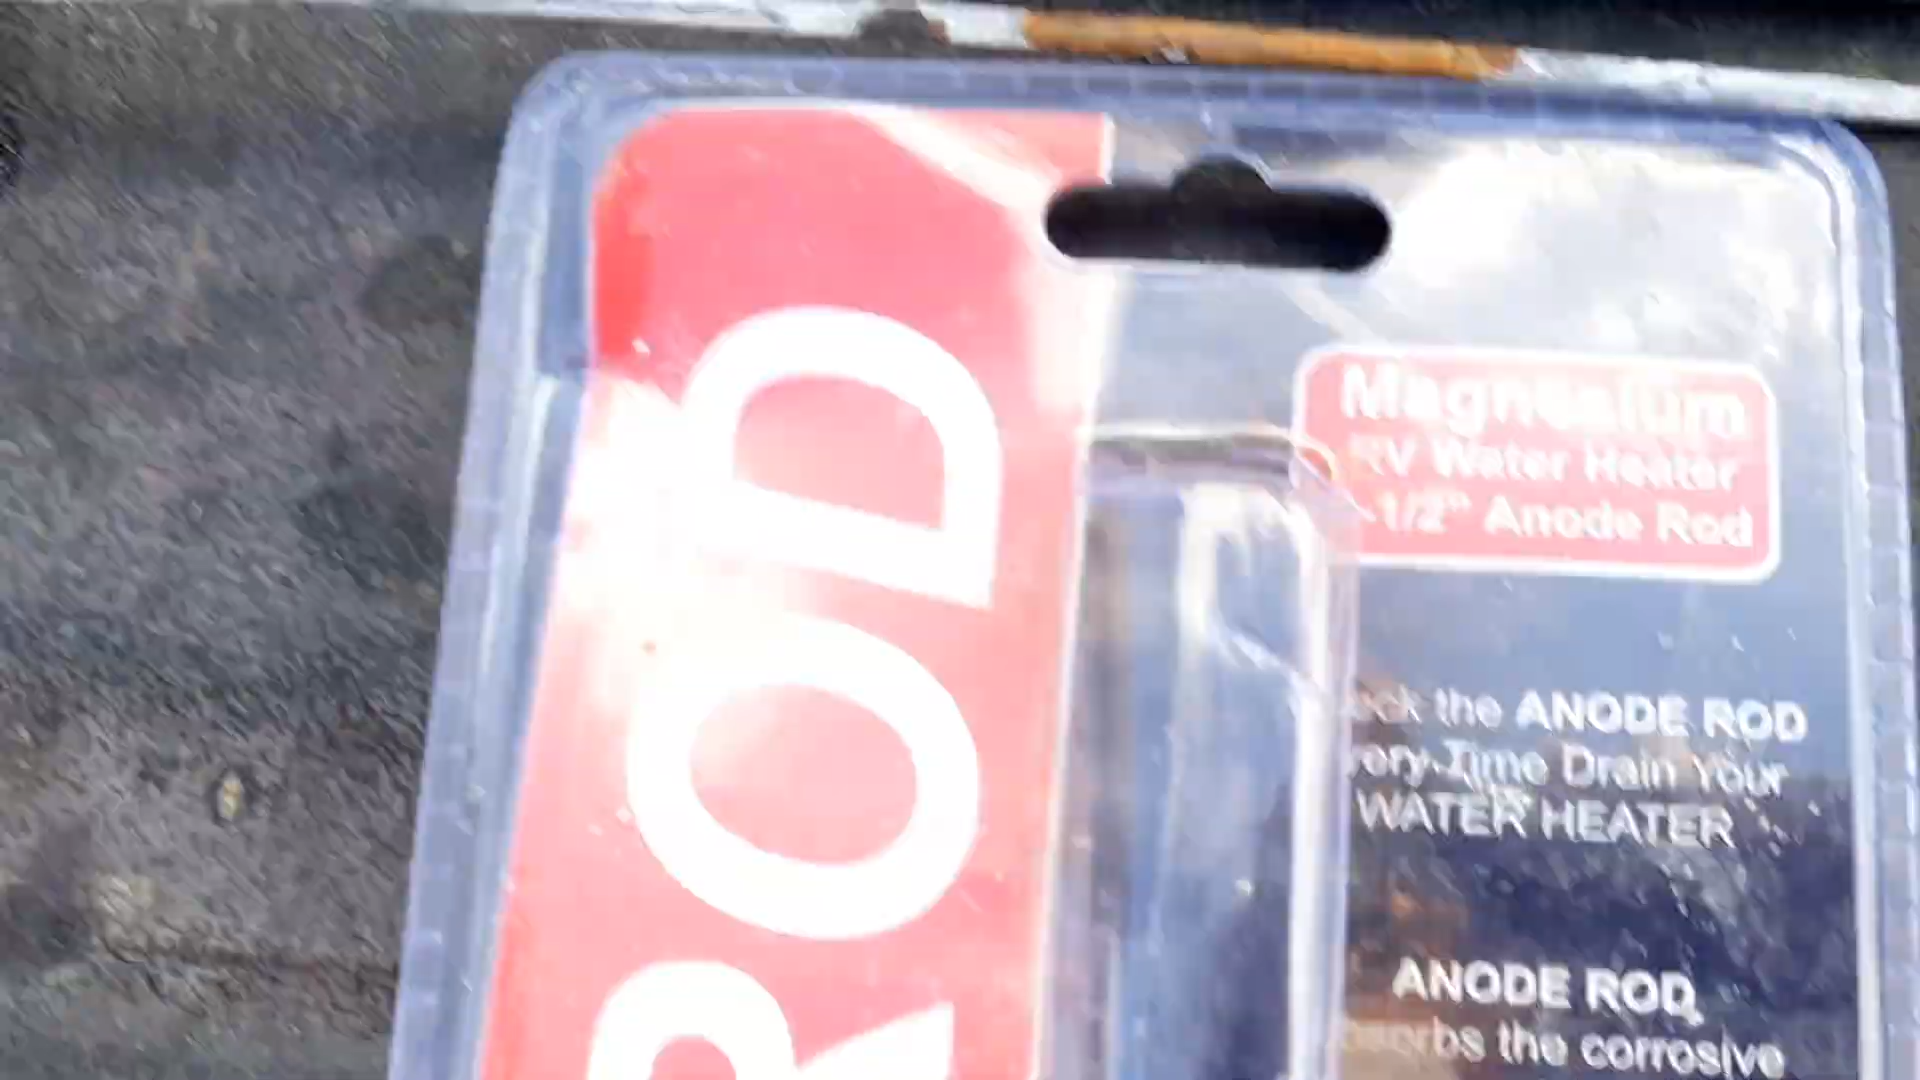 ROD
Magnesium
RV Water Heater
1/2" Anode Rod
the ANODE ROD
Time Drain Your
WATER HEATER
ANODE ROD
the corrosive